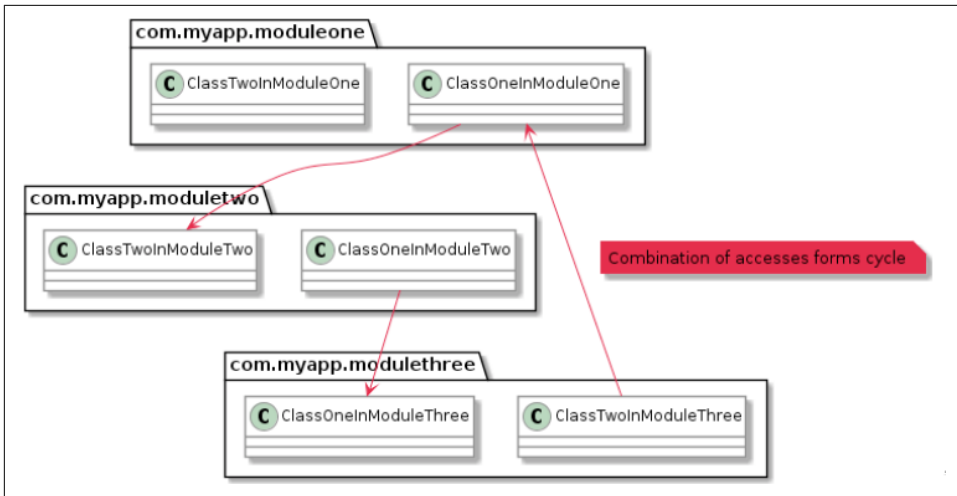 com.myapp.moduleone
C ClassTwoInModuleOne
C ClassOneInModuleOne
com.myapp.moduletwo
C ClassTwoInModuleTwo
C ClassOneInModuleTwo
Combination of accesses forms cycle
com.myapp.modulethree
C ClassOneInModuleThree
C ClassTwoInModuleThree